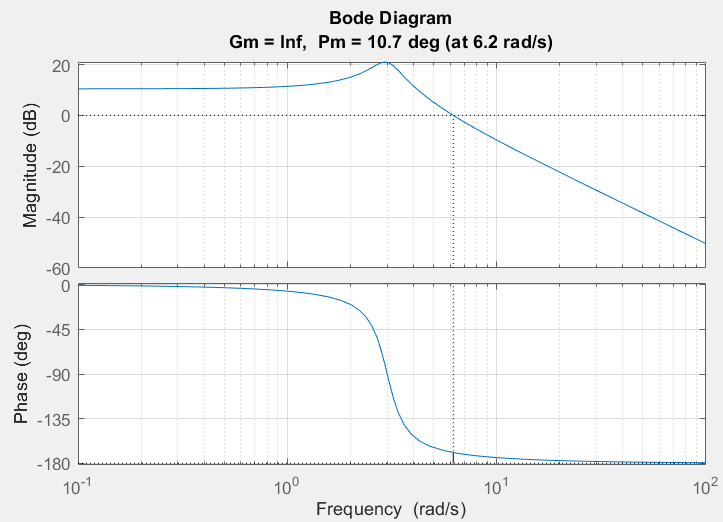 Bode Diagram
Gm = Inf,  Pm = 10.7 deg (at 6.2 rad/s)
Magnitude (dB)
20
0
-20
-40
-60
Phase (deg)
0
-45
-90
-135
-180
10^-1
10^0
10^1
10^2
Frequency  (rad/s)